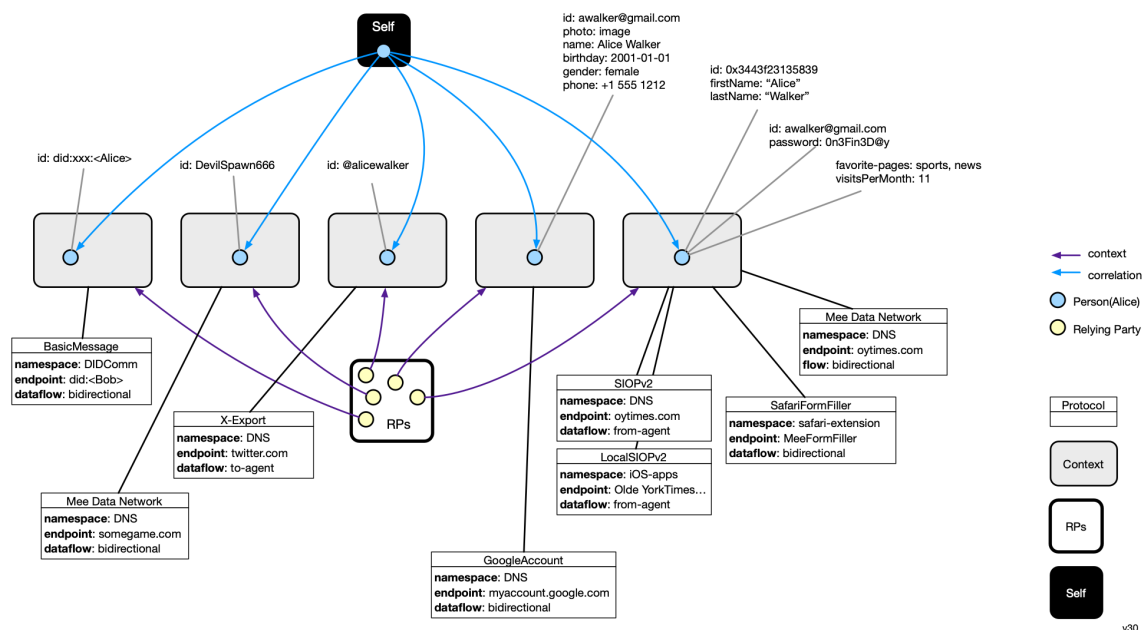 Self
id: awalker@gmail.com
photo: image
name: Alice Walker
birthday: 2001-01-01
gender: female
phone: +1 555 1212
id: 0x3443f23135839
firstName: “Alice”
lastName: “Walker”
id: awalker@gmail.com
password: 0n3Fin3D@y
favorite-pages: sports, news
visitsPerMonth: 11
id: did:xxx:<Alice>
id: DevilSpawn666
id: @alicewalker
context
correlation
Person(Alice)
Relying Party
BasicMessage
namespace: DIDComm
endpoint: did:<Bob>
dataflow: bidirectional
X-Export
namespace: DNS
endpoint: twitter.com
dataflow: to-agent
Mee Data Network
namespace: DNS
endpoint: somegame.com
dataflow: bidirectional
RPs
GoogleAccount
namespace: DNS
endpoint: myaccount.google.com
dataflow: bidirectional
SIOPv2
namespace: DNS
endpoint: oytimes.com
dataflow: from-agent
LocalSIOPv2
namespace: iOS-apps
endpoint: Olde YorkTimes...
dataflow: from-agent
Mee Data Network
namespace: DNS
endpoint: oytimes.com
flow: bidirectional
SafariFormFiller
namespace: safari-extension
endpoint: MeeFormFiller
dataflow: bidirectional
Protocol
Context
RPs
Self
v30